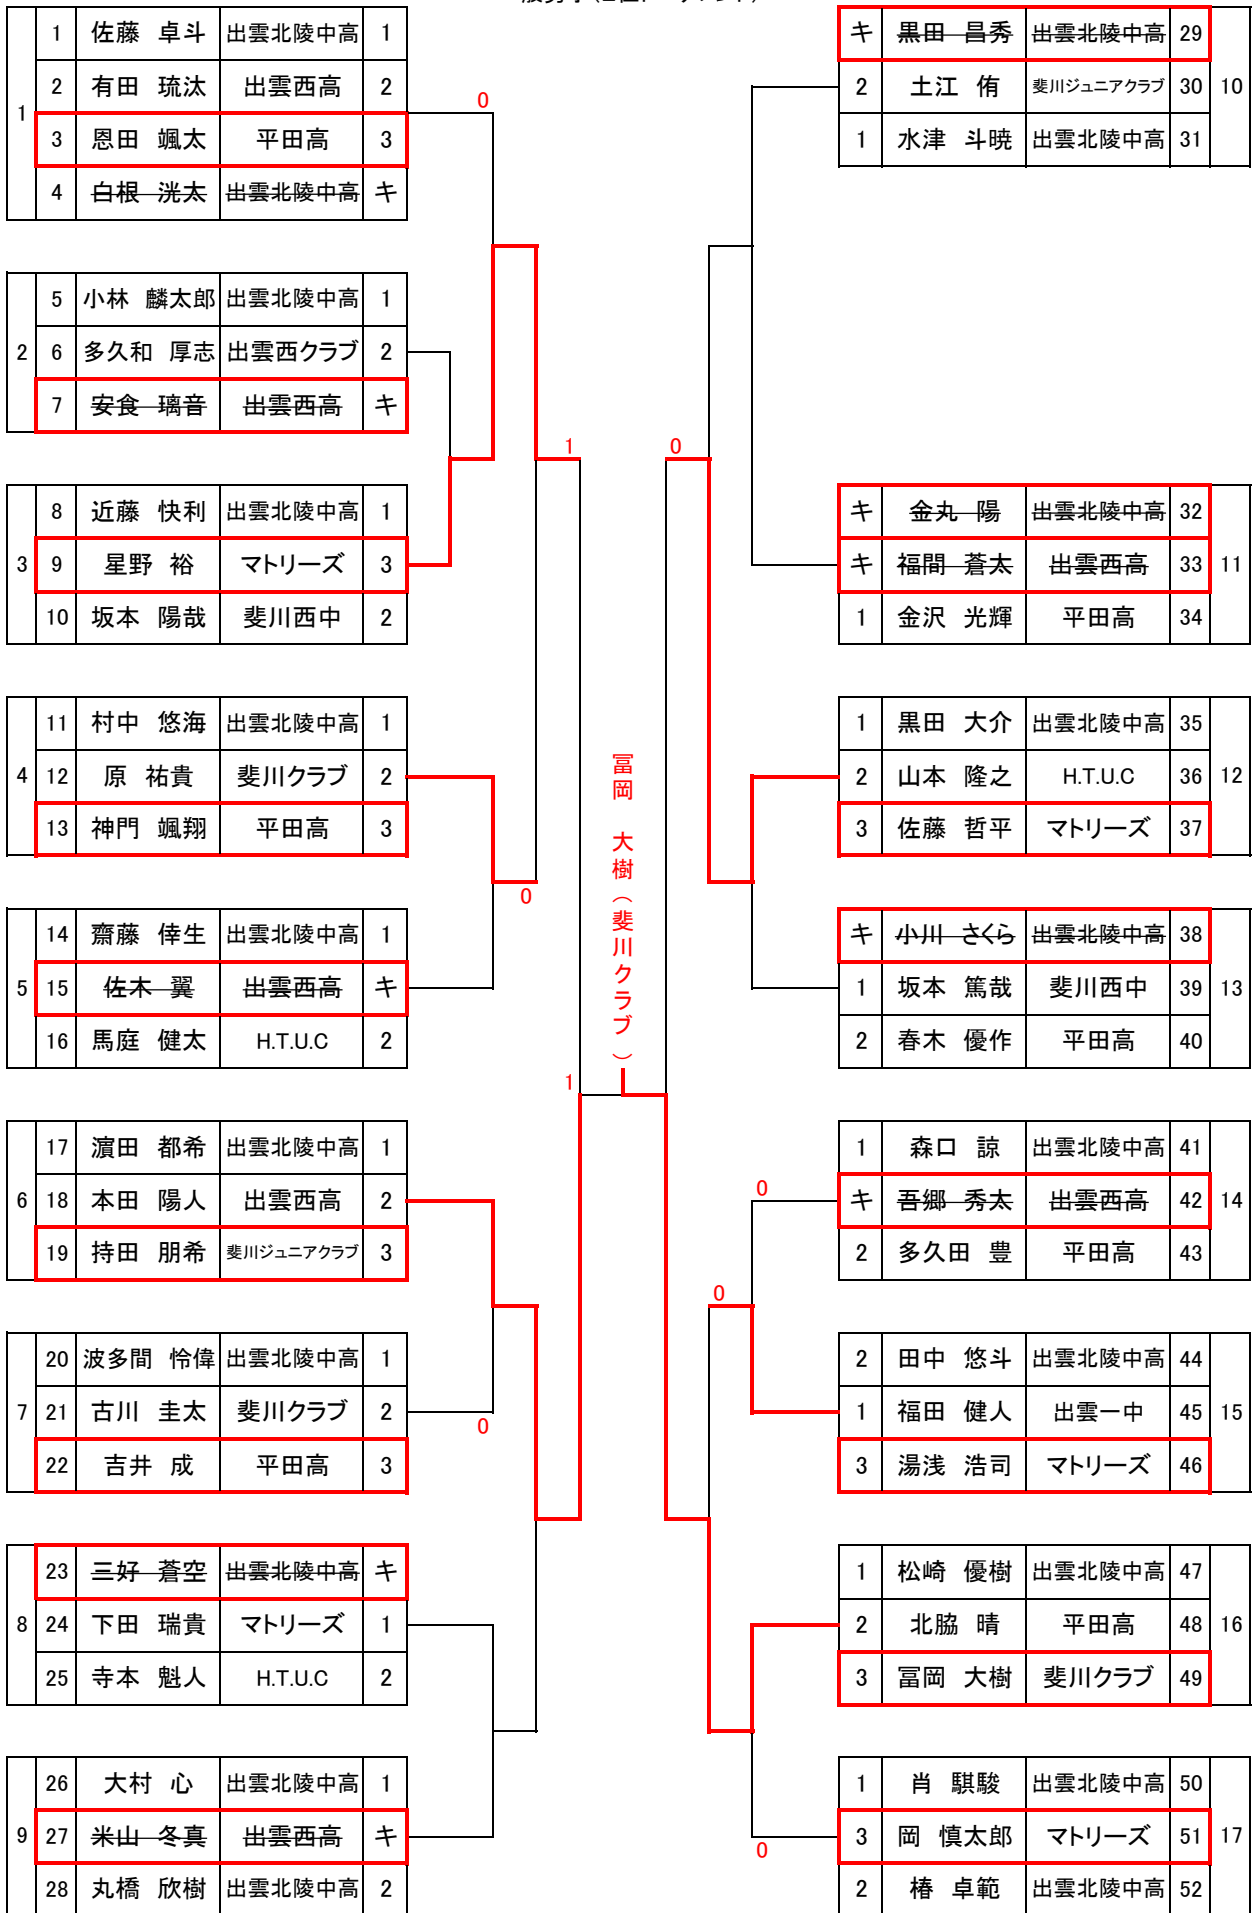 1 佐藤 卓斗 出雲北陵中高 1
2 有田 琉汰 出雲西高 2
1
3 恩田 颯太 平田高 3
4 白根 洸太 出雲北陵中高 キ
0
5 小林 麟太郎 出雲北陵中高 1
2 6 多久和 厚志 出雲西クラブ 2
7 安食 璃音 出雲西高 キ
8 近藤 快利 出雲北陵中高 1
3 9 星野 裕 マトリーズ 3
10 坂本 陽哉 斐川西中 2
1
11 村中 悠海 出雲北陵中高 1
4 12 原 祐貴 斐川クラブ 2
13 神門 颯翔 平田高 3
0
14 齋藤 倖生 出雲北陵中高 1
5 15 佐木 翼 出雲西高 キ
16 馬庭 健太 H.T.U.C 2
1
17 濵田 都希 出雲北陵中高 1
6 18 本田 陽人 出雲西高 2
19 持田 朋希 斐川ジュニアクラブ 3
20 波多間 怜偉 出雲北陵中高 1
7 21 古川 圭太 斐川クラブ 2
0
22 吉井 成 平田高 3
23 三好 蒼空 出雲北陵中高 キ
8 24 下田 瑞貴 マトリーズ 1
25 寺本 魁人 H.T.U.C 2
26 大村 心 出雲北陵中高 1
9 27 米山 冬真 出雲西高 キ
28 丸橋 欣樹 出雲北陵中高 2
冨岡 大樹（斐川クラブ）
キ 黒田 昌秀 出雲北陵中高 29
2 土江 侑 斐川ジュニアクラブ 30 10
1 水津 斗暁 出雲北陵中高 31
0
キ 金丸 陽 出雲北陵中高 32
キ 福間 蒼太 出雲西高 33 11
1 金沢 光輝 平田高 34
1 黒田 大介 出雲北陵中高 35
2 山本 隆之 H.T.U.C 36 12
3 佐藤 哲平 マトリーズ 37
キ 小川 さくら 出雲北陵中高 38
1 坂本 篤哉 斐川西中 39 13
2 春木 優作 平田高 40
1 森口 諒 出雲北陵中高 41
0
キ 吾郷 秀太 出雲西高 42 14
2 多久田 豊 平田高 43
0
2 田中 悠斗 出雲北陵中高 44
1 福田 健人 出雲一中 45 15
3 湯浅 浩司 マトリーズ 46
1 松崎 優樹 出雲北陵中高 47
2 北脇 晴 平田高 48 16
3 冨岡 大樹 斐川クラブ 49
1 肖 騏駿 出雲北陵中高 50
3 岡 慎太郎 マトリーズ 51 17
0
2 椿 卓範 出雲北陵中高 52